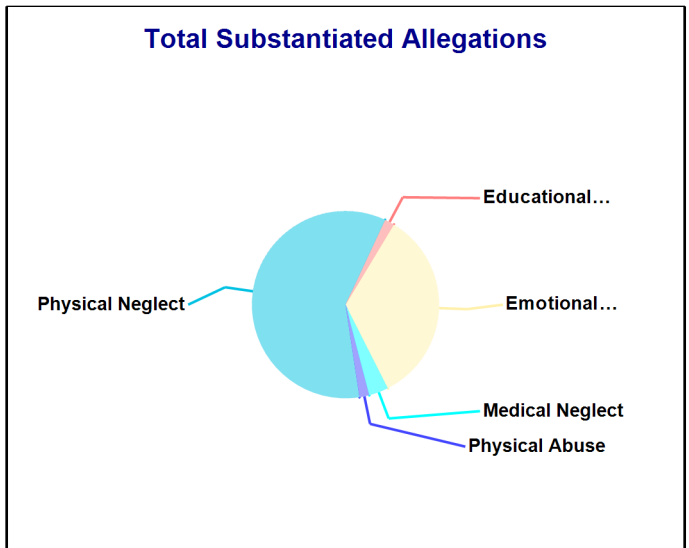 Total Substantiated Allegations
Educational…
Physical Neglect
Emotional…
Medical Neglect
Physical Abuse